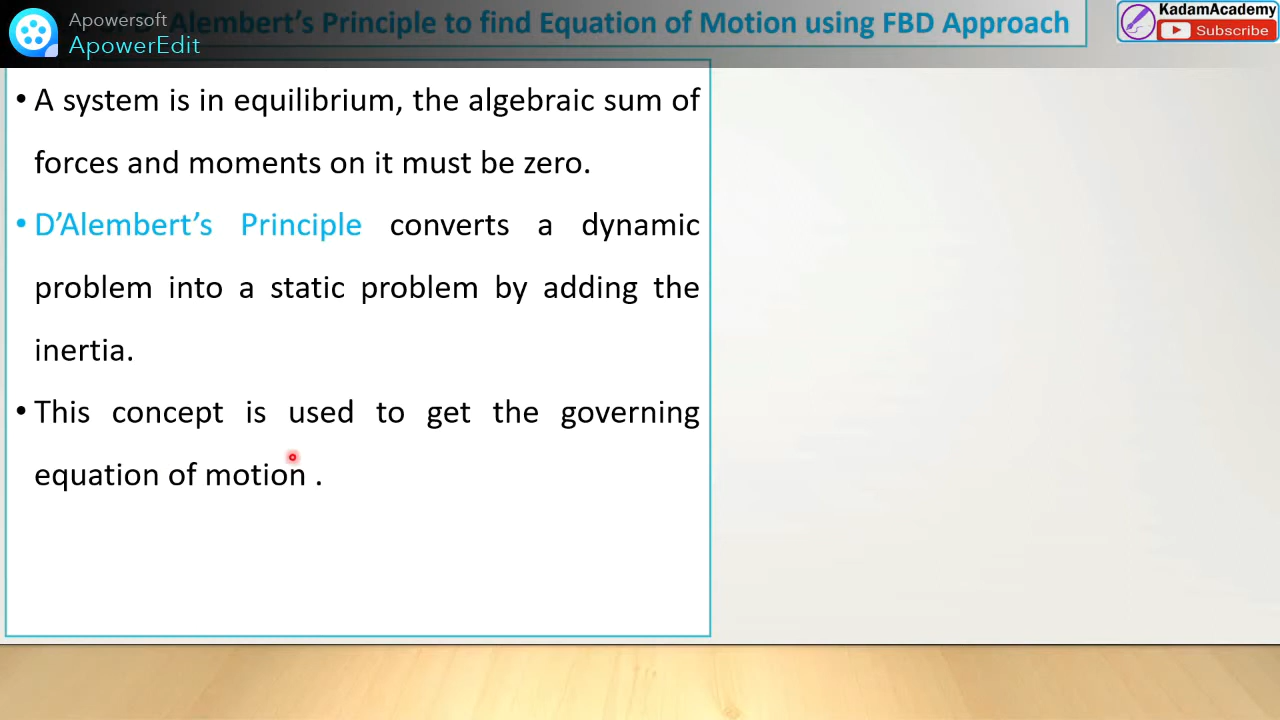 Apowersoft
ApowerEdit
Alembert’s Principle to find Equation of Motion using FBD Approach
KadamAcademy
Subscribe
• A system is in equilibrium, the algebraic sum of
forces and moments on it must be zero.
• D’Alembert’s Principle converts a dynamic
problem into a static problem by adding the
inertia.
• This concept is used to get the governing
equation of motion .